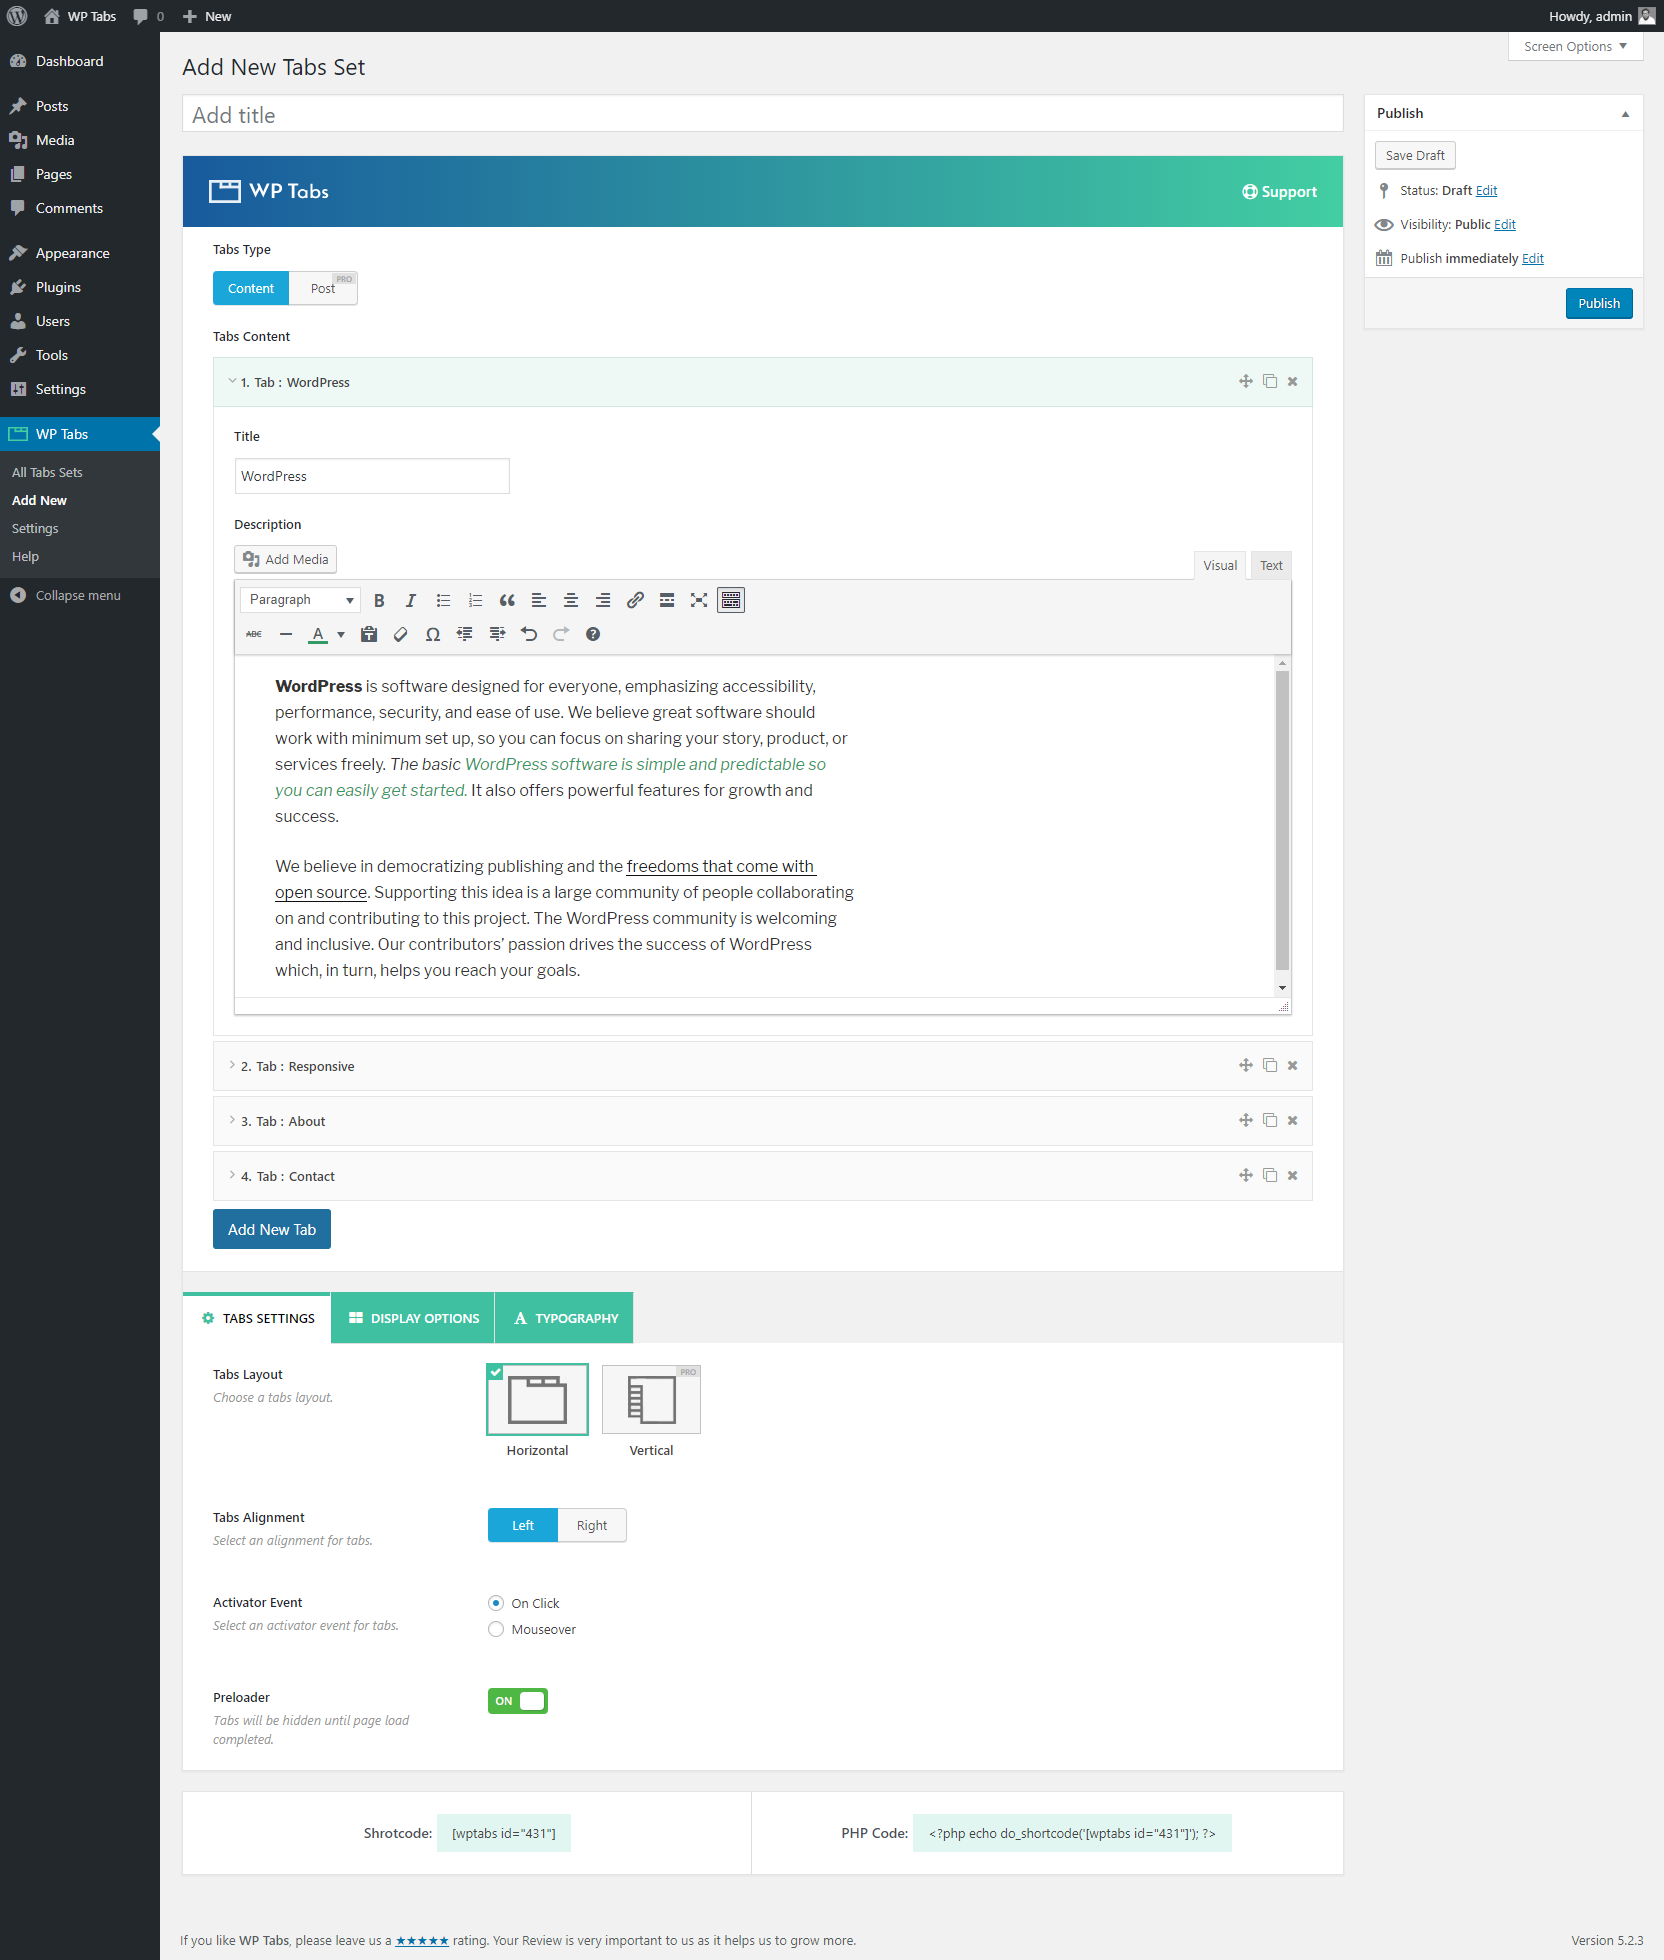 WP Tabs 0 New Howdy, admin
Screen Options
Dashboard
Posts
Media
Pages
Comments
Appearance
Plugins
Users
Tools
Settings
WP Tabs
All Tabs Sets
Add New
Settings
Help
Collapse menu
Add New Tabs Set
Add title
WP Tabs
Support
Tabs Type
Content
Post
PRO
Tabs Content
1. Tab : WordPress
Title
WordPress
Description
Add Media
Visual
Text
Paragraph
B I
ABC A Ω
WordPress is software designed for everyone, emphasizing accessibility,
performance, security, and ease of use. We believe great software should
work with minimum set up, so you can focus on sharing your story, product, or
services freely. The basic WordPress software is simple and predictable so
you can easily get started. It also offers powerful features for growth and
success.
We believe in democratizing publishing and the freedoms that come with
open source. Supporting this idea is a large community of people collaborating
on and contributing to this project. The WordPress community is welcoming
and inclusive. Our contributors’ passion drives the success of WordPress
which, in turn, helps you reach your goals.
2. Tab : Responsive
3. Tab : About
4. Tab : Contact
Add New Tab
TABS SETTINGS
DISPLAY OPTIONS
A TYPOGRAPHY
Tabs Layout
Choose a tabs layout.
PRO
Horizontal
Vertical
Tabs Alignment
Select an alignment for tabs.
Left
Right
Activator Event
Select an activator event for tabs.
On Click
Mouseover
Preloader
Tabs will be hidden until page load
completed.
ON
Shrotcode: [wptabs id="431"]
PHP Code: <?php echo do_shortcode('[wptabs id="431"]'); ?>
Publish
Save Draft
Status: Draft Edit
Visibility: Public Edit
Publish immediately Edit
Publish
If you like WP Tabs, please leave us a ★★★★★ rating. Your Review is very important to us as it helps us to grow more.
Version 5.2.3